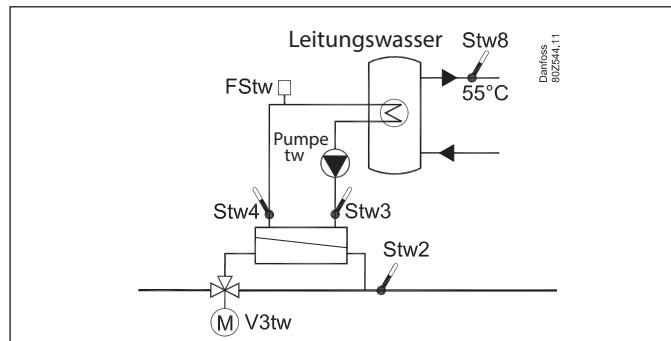 Leitungswasser
Stw8
Danfoss
80Z544.11
FStw
55°C
Pumpe
tw
Stw4
Stw3
Stw2
M
V3tw